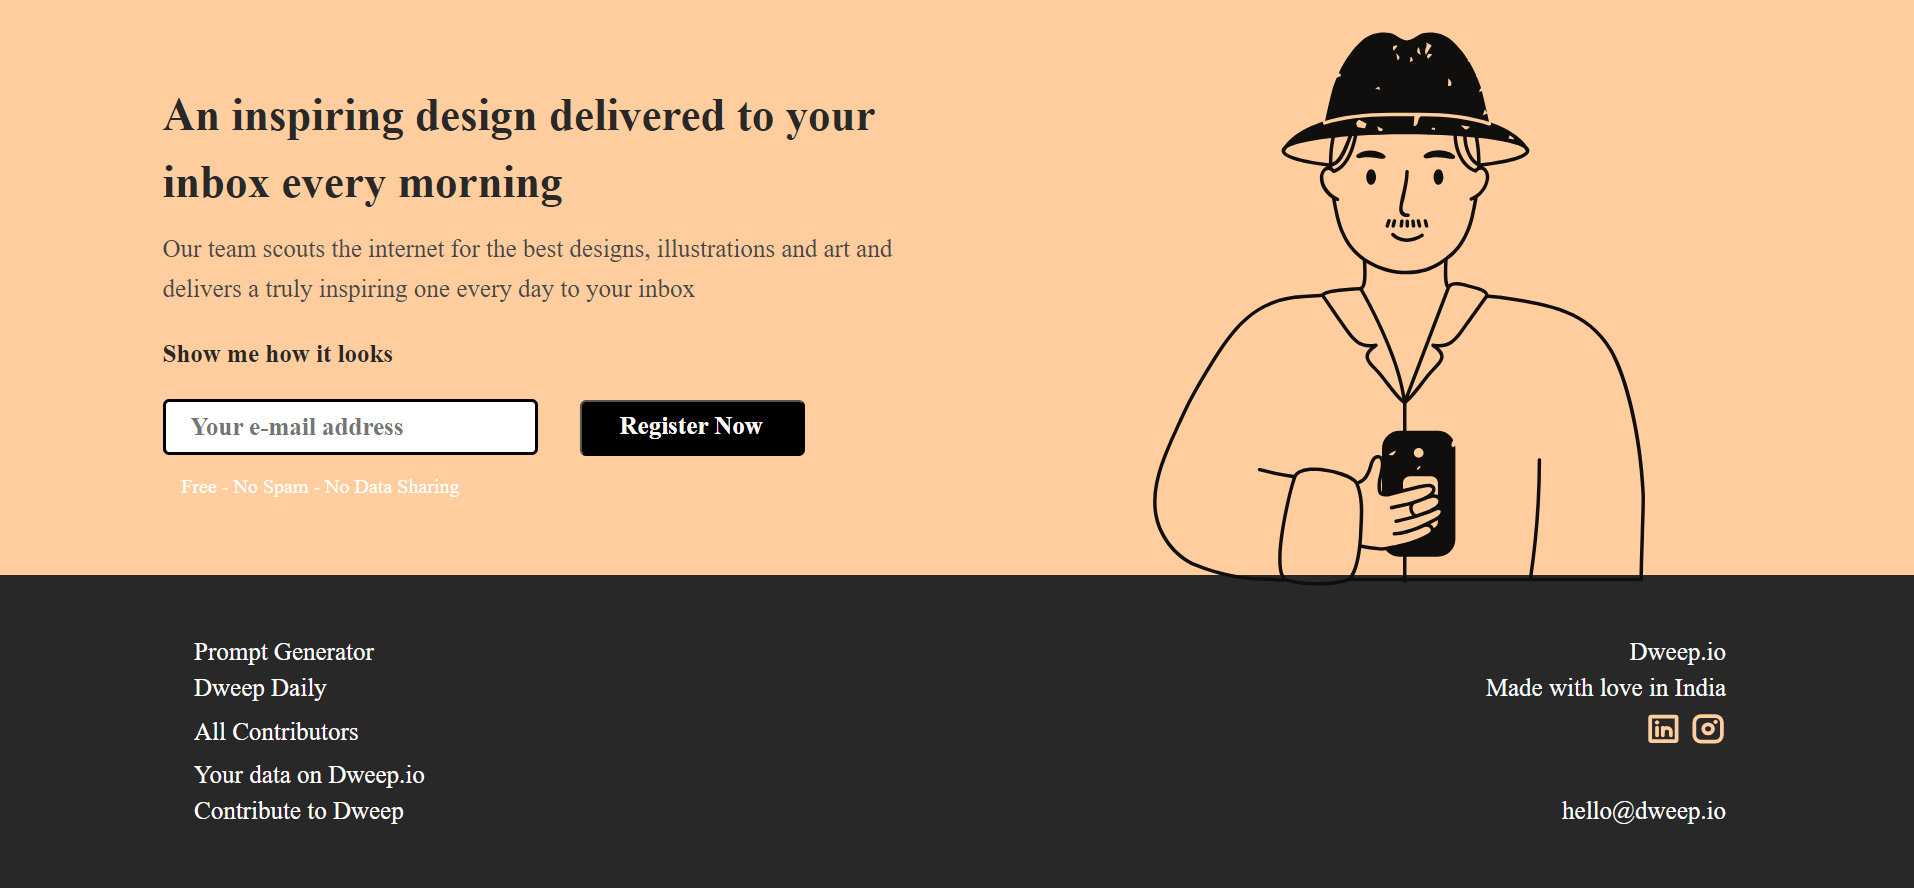 An inspiring design delivered to your
inbox every morning
Our team scouts the internet for the best designs, illustrations and art and
delivers a truly inspiring one every day to your inbox
Show me how it looks
Your e-mail address
Register Now
Free - No Spam - No Data Sharing
Prompt Generator
Dweep Daily
All Contributors
Your data on Dweep.io
Contribute to Dweep
Dweep.io
Made with love in India
in
hello@dweep.io